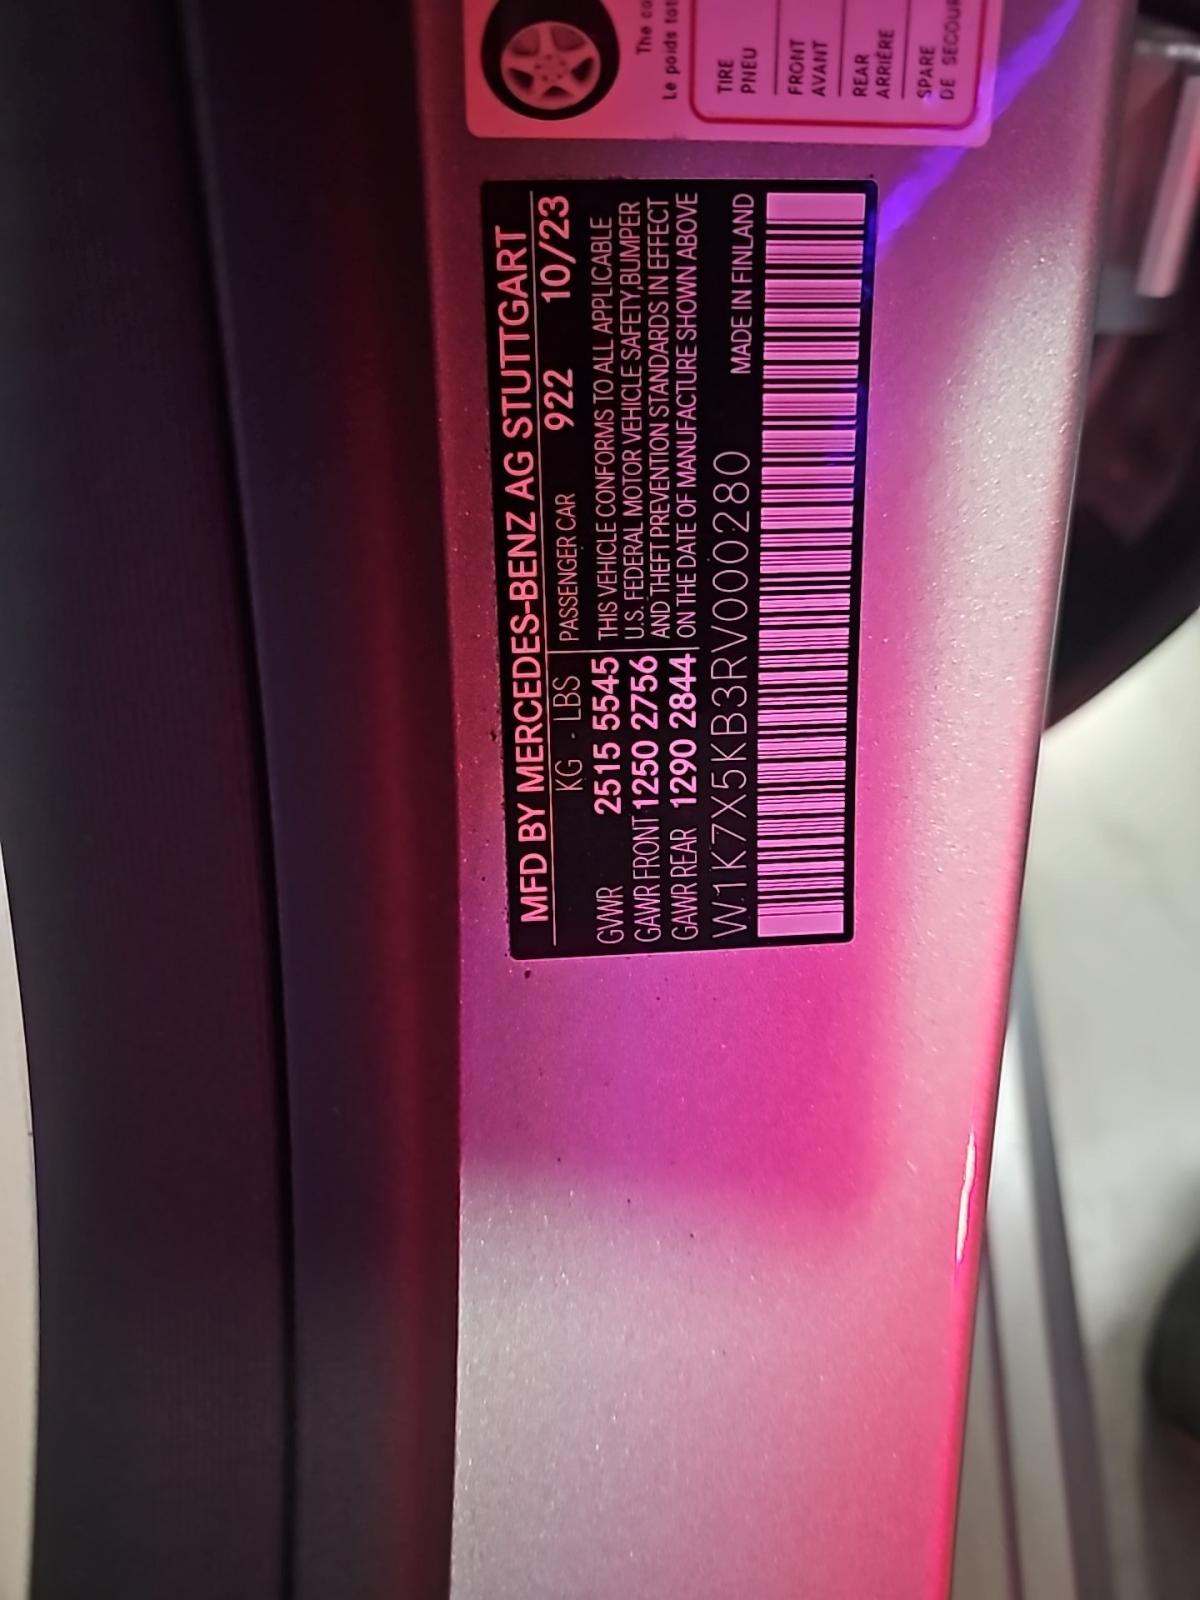 The
Le poids
TIRE
PNEU
FRONT
AVANT
REAR
ARRIÈRE
SPARE
DE
MFD BY MERCEDES-BENZ AG STUTTGART
KG · LBS
PASSENGER CAR 922 10/23
GVWR 2515 5545
GAWR FRONT 1250 2756
GAWR REAR 1290 2844
THIS VEHICLE CONFORMS TO ALL APPLICABLE
U.S. FEDERAL MOTOR VEHICLE SAFETY,BUMPER
AND THEFT PREVENTION STANDARDS IN EFFECT
ON THE DATE OF MANUFACTURE SHOWN ABOVE
W1K7X5KB3RV000280 MADE IN FINLAND